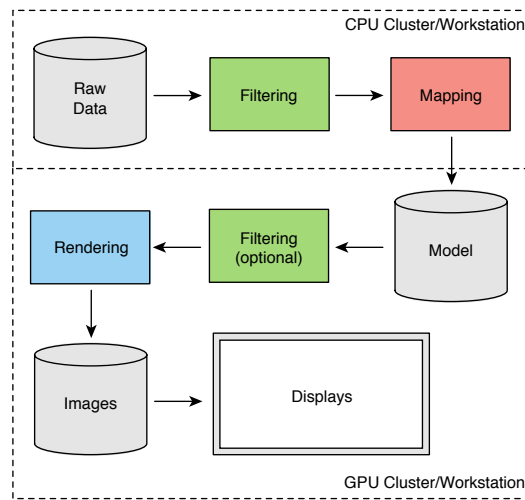 CPU Cluster/Workstation
Raw
Data
Filtering
Mapping
Rendering
Filtering
(optional)
Model
Images
Displays
GPU Cluster/Workstation